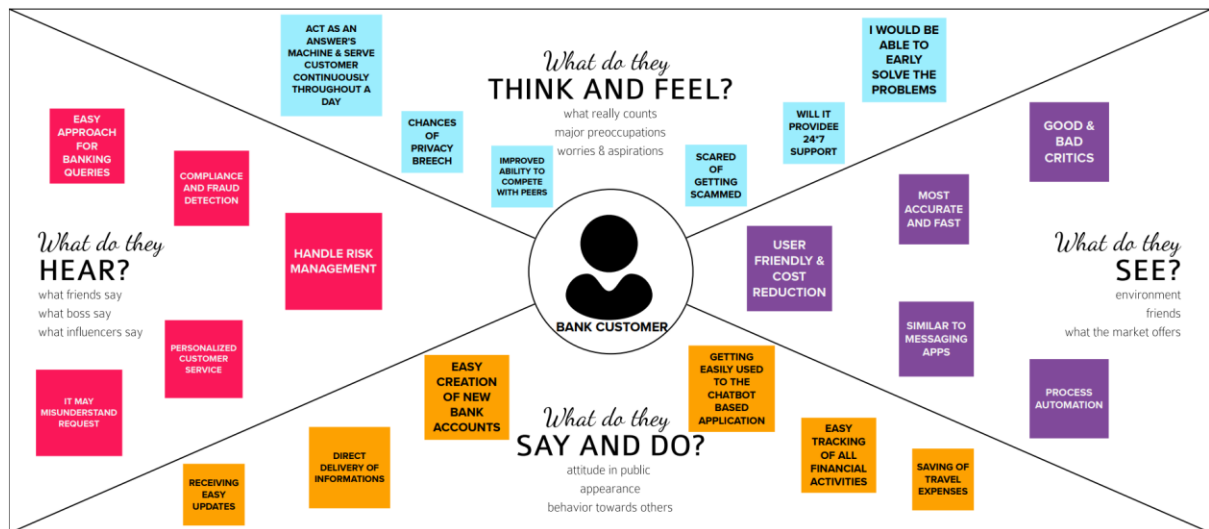 What do they
THINK AND FEEL?
what really counts
major preoccupations
worries & aspirations
ACT AS AN
ANSWER'S
MACHINE & SERVE
CUSTOMER
CONTINUOUSLY
THROUGHOUT A
DAY
CHANCES
OF
PRIVACY
BREECH
IMPROVED
ABILITY TO
COMPETE
WITH PEERS
SCARED
OF
GETTING
SCAMMED
WILL IT
PROVIDEE
24*7
SUPPORT
I WOULD BE
ABLE TO
EARLY
SOLVE THE
PROBLEMS
What do they
HEAR?
what friends say
what boss say
what influencers say
EASY
APPROACH
FOR
BANKING
QUERIES
COMPLIANCE
AND FRAUD
DETECTION
HANDLE RISK
MANAGEMENT
PERSONALIZED
CUSTOMER
SERVICE
IT MAY
MISUNDERSTAND
REQUEST
BANK CUSTOMER
What do they
SEE?
environment
friends
what the market offers
GOOD &
BAD
CRITICS
MOST
ACCURATE
AND FAST
USER
FRIENDLY &
COST
REDUCTION
SIMILAR TO
MESSAGING
APPS
PROCESS
AUTOMATION
What do they
SAY AND DO?
attitude in public
appearance
behavior towards others
EASY
CREATION
OF NEW
BANK
ACCOUNTS
DIRECT
DELIVERY OF
INFORMATIONS
RECEIVING
EASY
UPDATES
GETTING
EASILY USED
TO THE
CHATBOT
BASED
APPLICATION
EASY
TRACKING
OF ALL
FINANCIAL
ACTIVITIES
SAVING OF
TRAVEL
EXPENSES